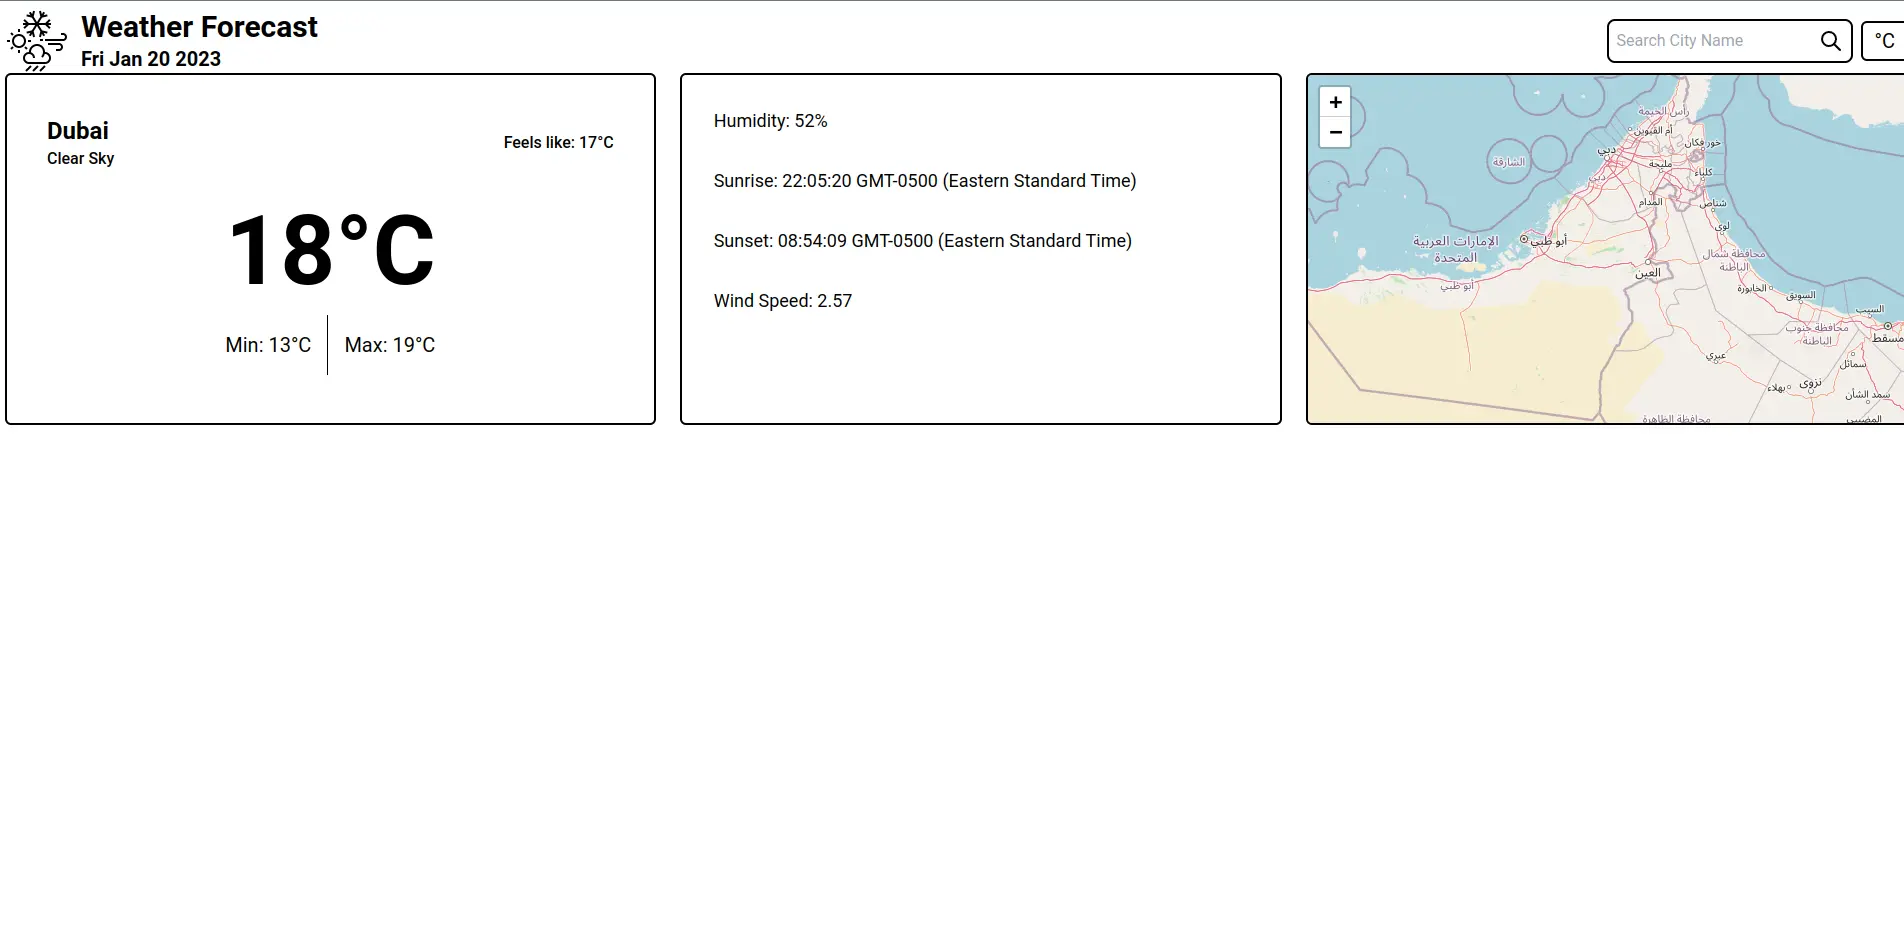 Weather Forecast
Fri Jan 20 2023
Search City Name
°C
Dubai
Clear Sky
Feels like: 17°C
18°C
Min: 13°C
Max: 19°C
Humidity: 52%
Sunrise: 22:05:20 GMT-0500 (Eastern Standard Time)
Sunset: 08:54:09 GMT-0500 (Eastern Standard Time)
Wind Speed: 2.57
+
−
رأس الخيمة
أم القيوين
خور فكان
دبي
الشارقة
مليحة
دبي
كلباء
المدام
شناص
لوى
الإمارات العربية
المتحدة
أبو ظبي
محافظة شمال
الباطنة
العين
أبو ظبي
الخابورة
السويق
السيب
محافظة جنوب
الباطنة
مسقط
عبري
سمائل
بهلاء
نزوى
سمد الشأن
محافظة الظاهرة
المضيبي